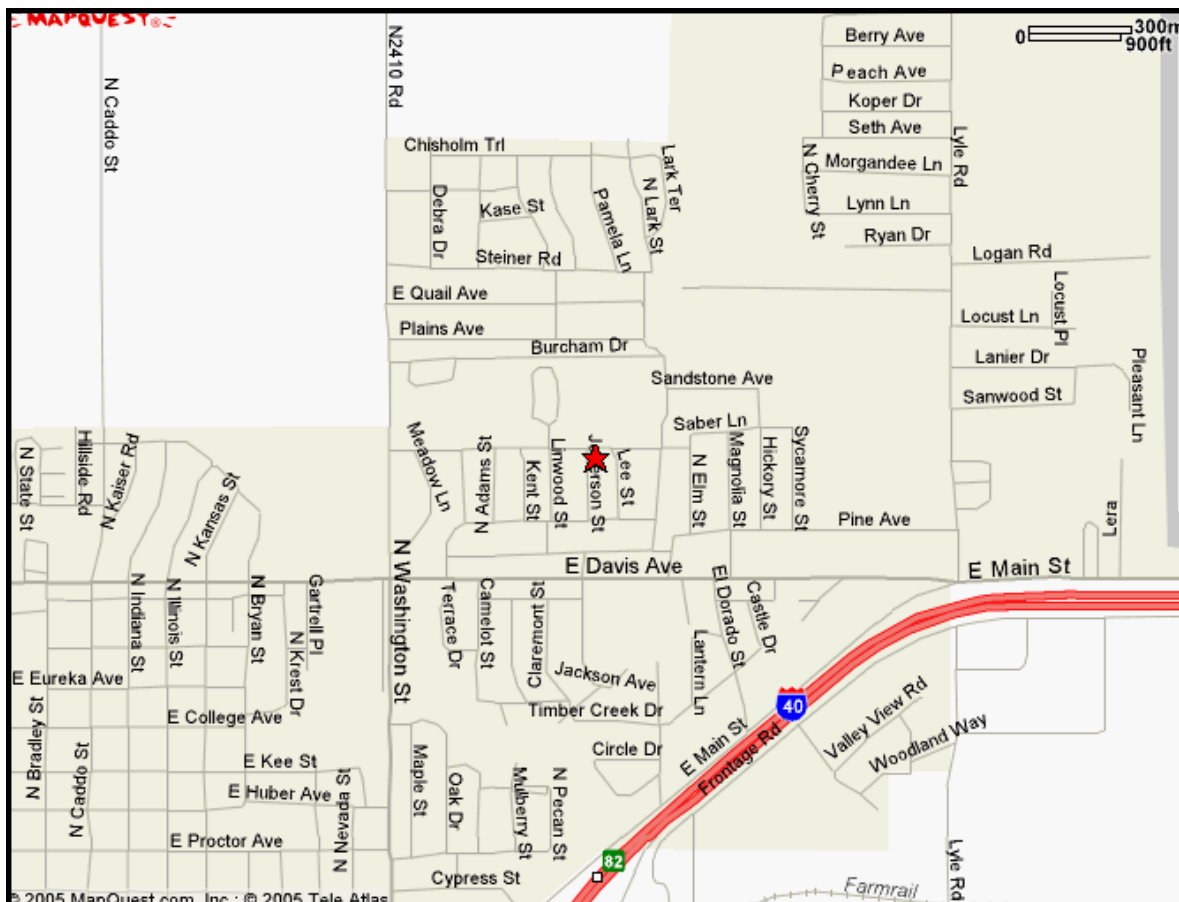 MAPQUEST
300m
0
900ft
Berry Ave
Peach Ave
Koper Dr
Seth Ave
Morgandee Ln
Lynn Ln
Ryan Dr
N Cherry St
Lyle Rd
Logan Rd
Locust Ln
Locust Pl
Lanier Dr
Sanwood St
Pleasant Ln
N Caddo St
N2410 Rd
Chisholm Trl
Debra Dr
Kase St
Steiner Rd
Pamela Ln
N Lark St
Lark Ter
E Quail Ave
Plains Ave
Burcham Dr
Sandstone Ave
Saber Ln
N State St
Hillside Rd
N Kaiser Rd
N Kansas St
Meadow Ln
N Adams St
Kent St
Linwood St
Lee St
N Elm St
Magnolia St
Hickory St
Sycamore St
Pine Ave
Lera
E Davis Ave
E Main St
N Washington St
N Indiana St
N Illinois St
N Bryan St
Gartrell Pl
N Krest Dr
Terrace Dr
Camelot St
Claremont St
Jackson Ave
Timber Creek Dr
Circle Dr
Lantern Ln
El Dorado St
Castle Dr
40
E Main St
Frontage Rd
Valley View Rd
Woodland Way
E Eureka Ave
E College Ave
N Bradley St
N Caddo St
E Kee St
E Huber Ave
N Nevada St
E Proctor Ave
Maple St
Oak Dr
Mulberry St
N Pecan St
82
Cypress St
Lyle Rd
Farmrail
© 2005 MapQuest.com, Inc.; © 2005 Tele Atlas